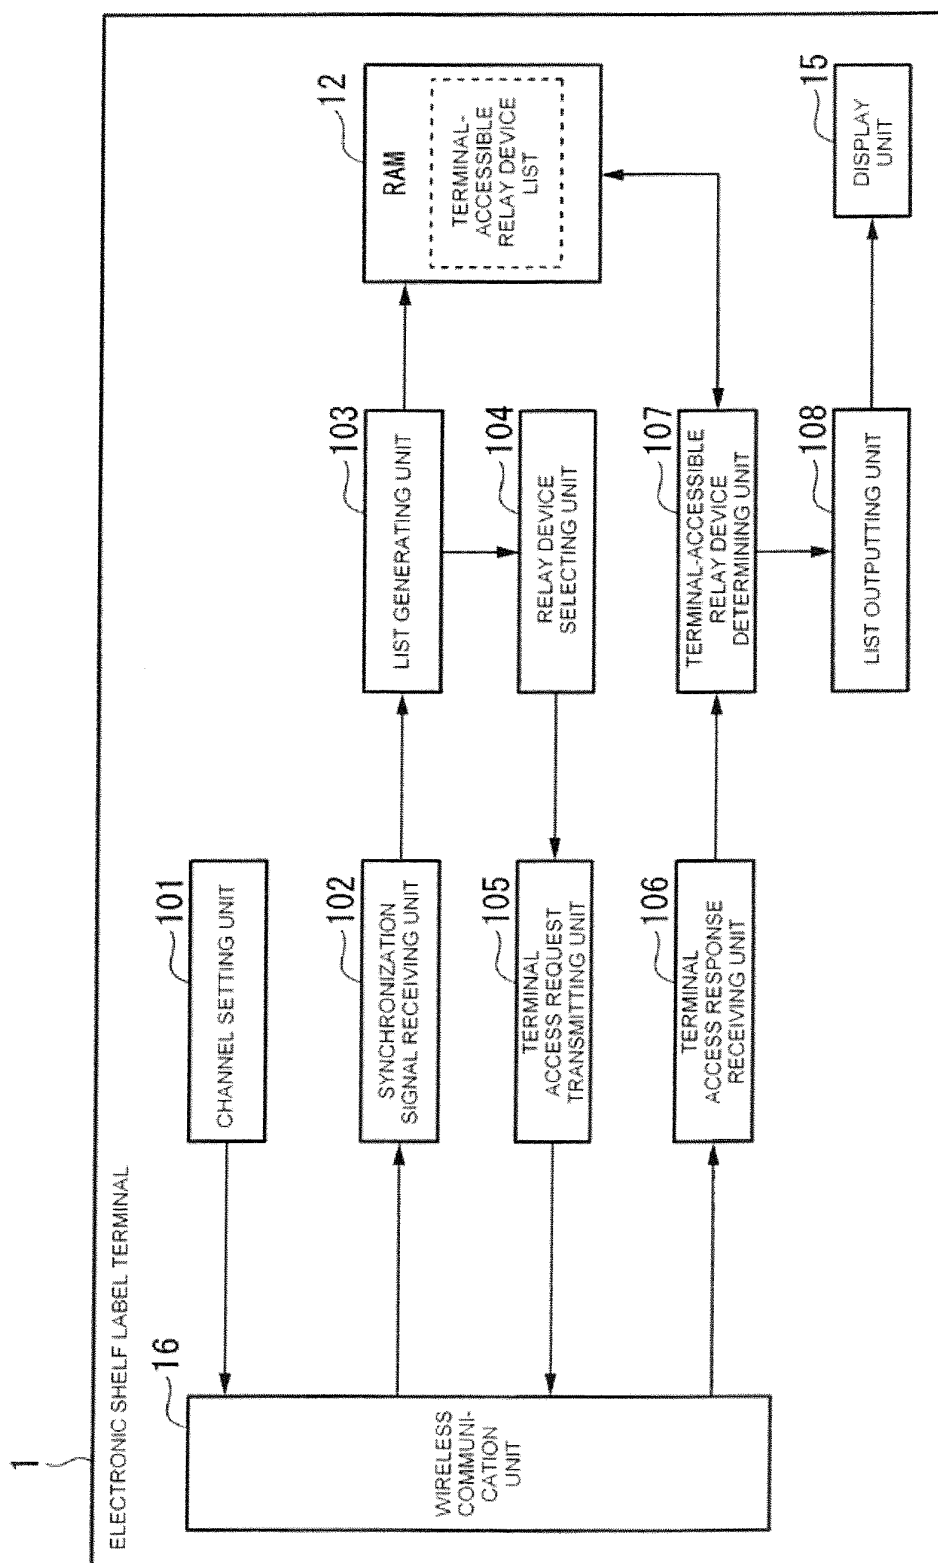 1
ELECTRONIC SHELF LABEL TERMINAL
16
WIRELESS
COMMUNI-
CATION
UNIT
101
CHANNEL SETTING UNIT
102
SYNCHRONIZATION
SIGNAL RECEIVING UNIT
103
LIST GENERATING UNIT
12
RAM
TERMINAL-
ACCESSIBLE
RELAY DEVICE
LIST
105
TERMINAL
ACCESS REQUEST
TRANSMITTING UNIT
104
RELAY DEVICE
SELECTING UNIT
106
TERMINAL
ACCESS RESPONSE
RECEIVING UNIT
107
TERMINAL-ACCESSIBLE
RELAY DEVICE
DETERMINING UNIT
108
LIST OUTPUTTING UNIT
15
DISPLAY
UNIT